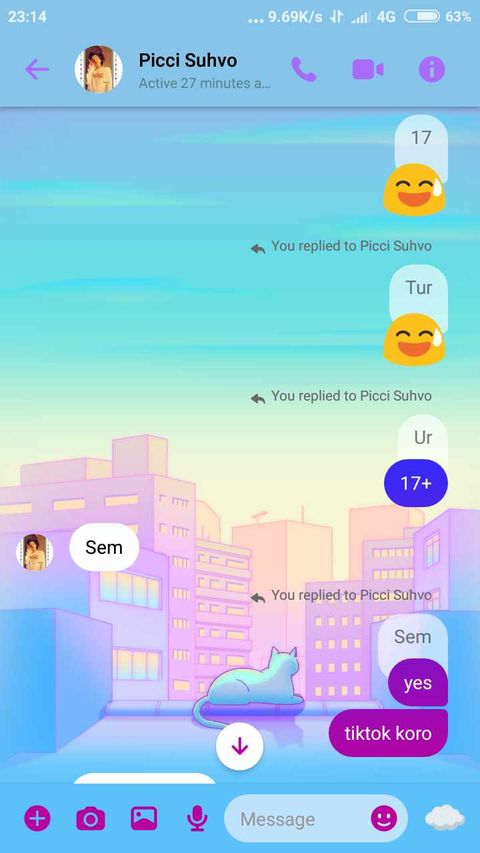 23:14
... 9.69K/s 4G 63%
Picci Suhvo
Active 27 minutes a...
17
You replied to Picci Suhvo
Tur
You replied to Picci Suhvo
Ur
17+
Sem
You replied to Picci Suhvo
Sem
yes
tiktok koro
Message